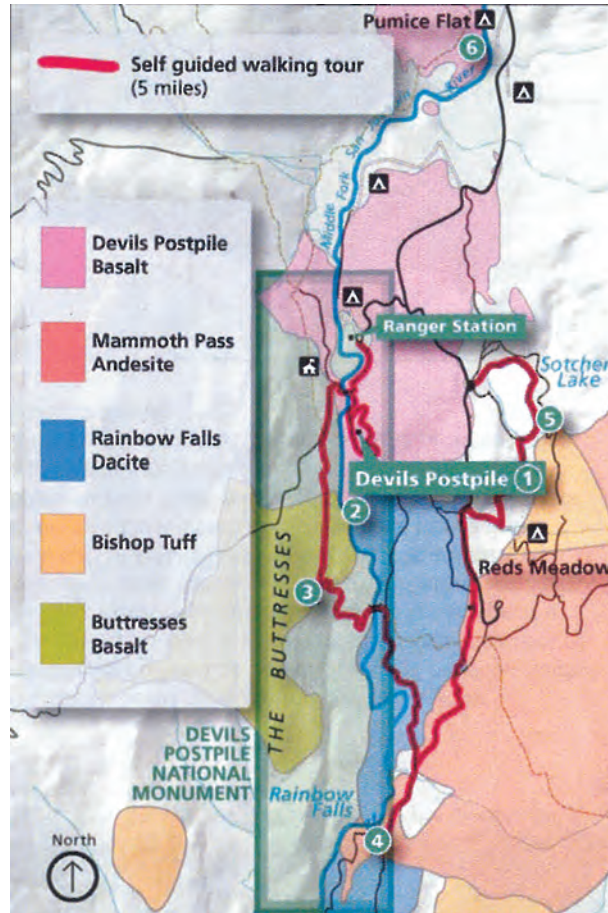 Pumice Flat
6
Self guided walking tour
(5 miles)
Middle Fork San Joaquin River
Devils Postpile
Basalt
Mammoth Pass
Andesite
Rainbow Falls
Dacite
Bishop Tuff
Buttresses
Basalt
Ranger Station
Sotcher
Lake
5
Devils Postpile 1
2
Reds Meadow
3
THE BUTTRESSES
DEVILS
POSTPILE
NATIONAL
MONUMENT
Rainbow
Falls
4
North